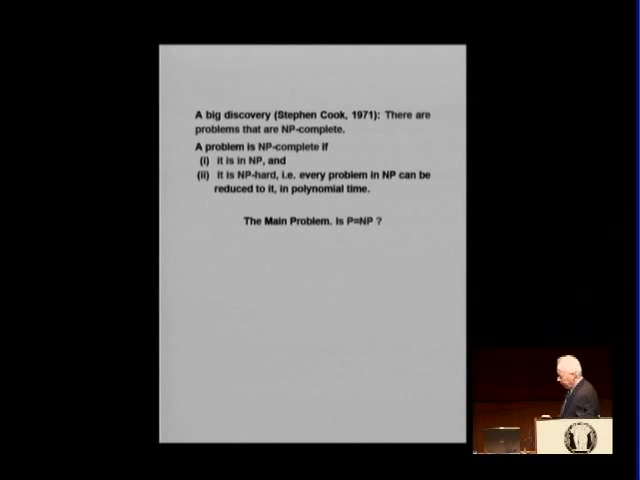 A big discovery (Stephen Cook, 1971): There are
problems that are NP-complete.
A problem is NP-complete if
(i) it is in NP, and
(ii) it is NP-hard, i.e. every problem in NP can be
reduced to it, in polynomial time.
The Main Problem. Is P=NP ?